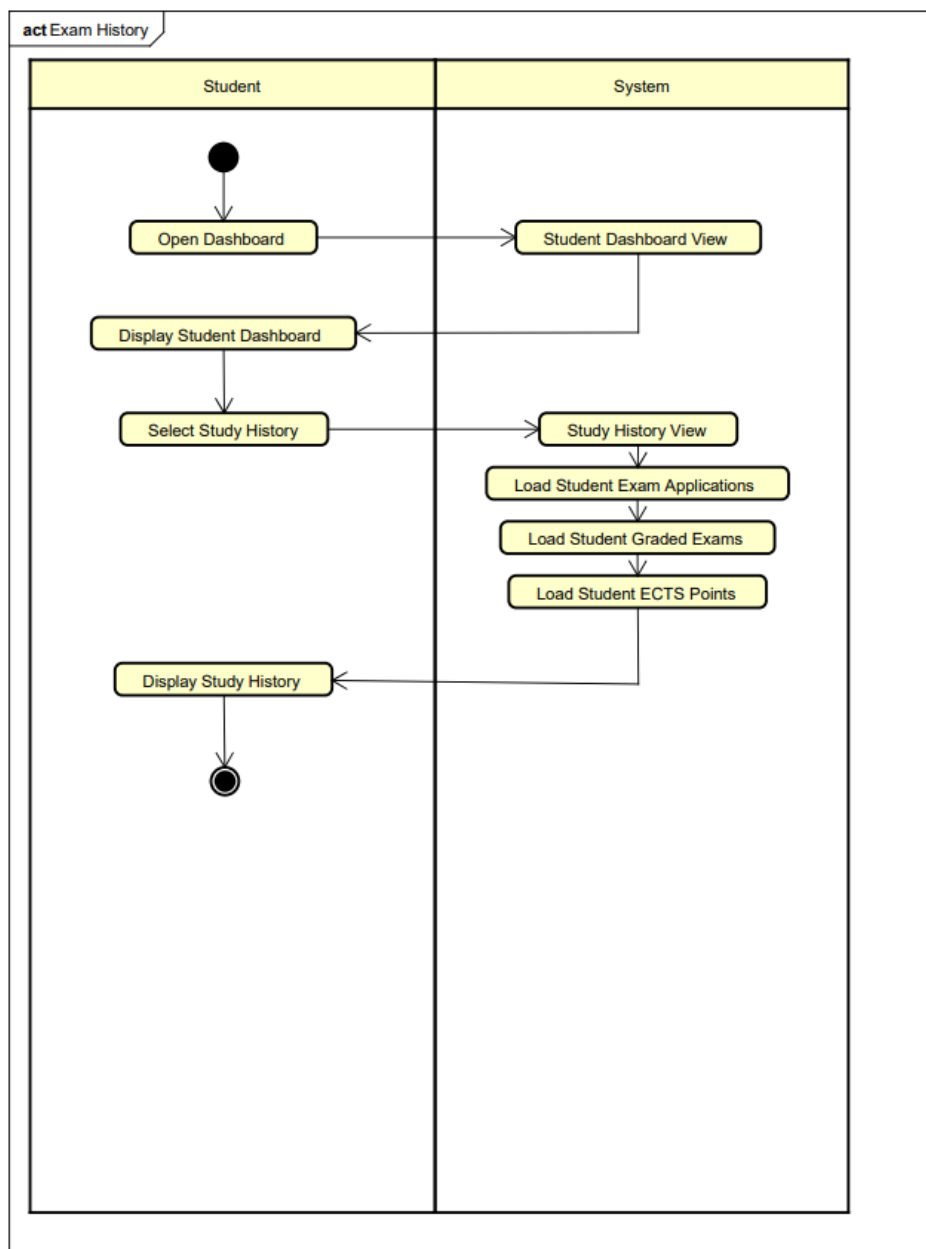 act Exam History
Student
System
Open Dashboard
Student Dashboard View
Display Student Dashboard
Select Study History
Study History View
Load Student Exam Applications
Load Student Graded Exams
Load Student ECTS Points
Display Study History